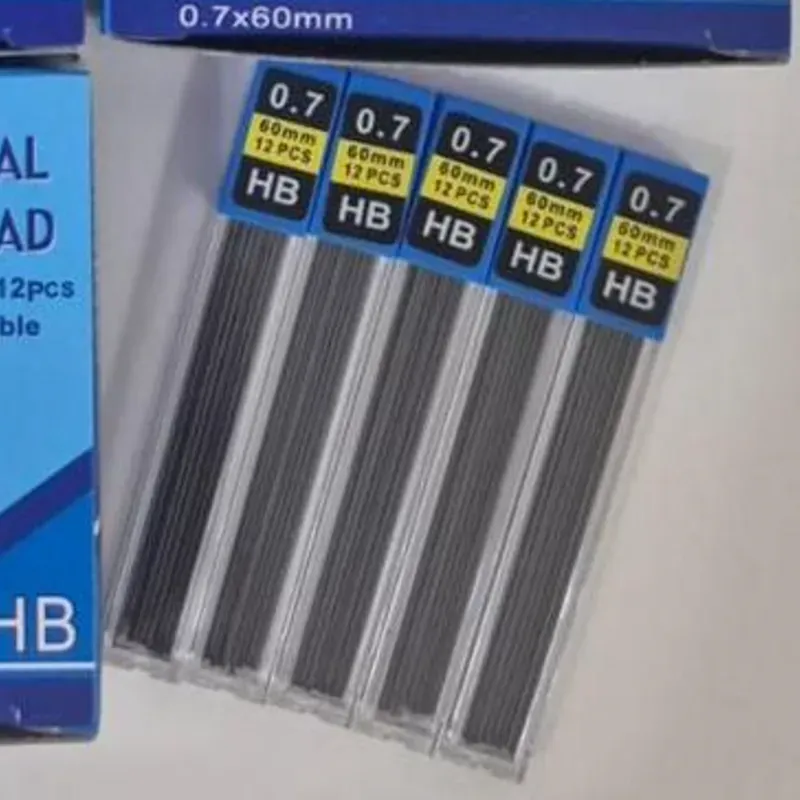 0.7x60mm
AL
AD
12pcs
ble
HB
0.7
60mm
12 PCS
HB
0.7
60mm
12 PCS
HB
0.7
60mm
12 PCS
HB
0.7
60mm
12 PCS
HB
0.7
60mm
12 PCS
HB